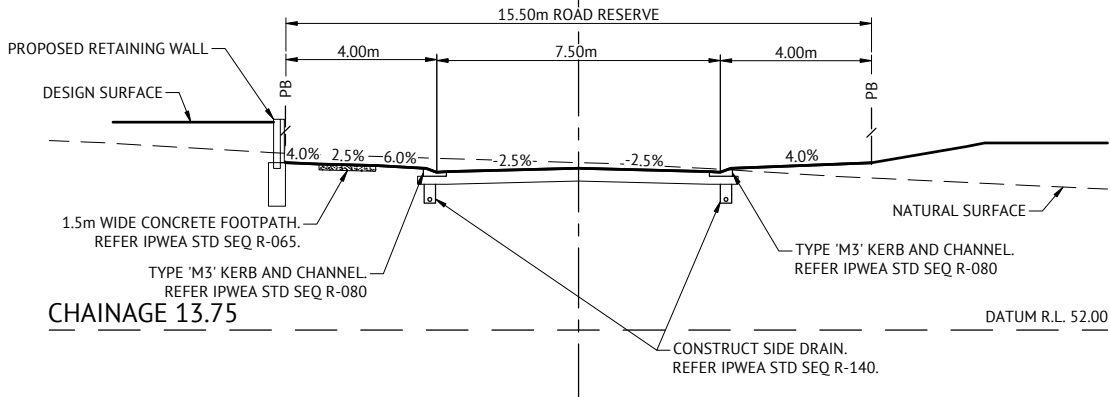 15.50m ROAD RESERVE
PROPOSED RETAINING WALL
4.00m
7.50m
4.00m
DESIGN SURFACE
PB
PB
4.0%
2.5%
6.0%
-2.5%-
-2.5%
4.0%
1.5m WIDE CONCRETE FOOTPATH.
REFER IPWEA STD SEQ R-065.
NATURAL SURFACE
TYPE 'M3' KERB AND CHANNEL.
REFER IPWEA STD SEQ R-080
TYPE 'M3' KERB AND CHANNEL.
REFER IPWEA STD SEQ R-080
CHAINAGE 13.75
DATUM R.L. 52.00
CONSTRUCT SIDE DRAIN.
REFER IPWEA STD SEQ R-140.